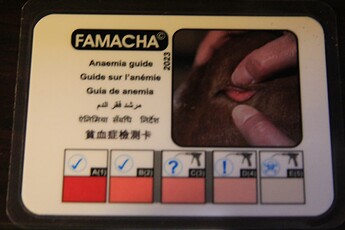 FAMACHA©
2023
Anaemia guide
Guide sur l'anémie
Guía de anemia
مرشد فقر الدم
貧血症檢測卡
✓ A(1)
✓ B(2)
? C(3)
! D(4)
E(5)